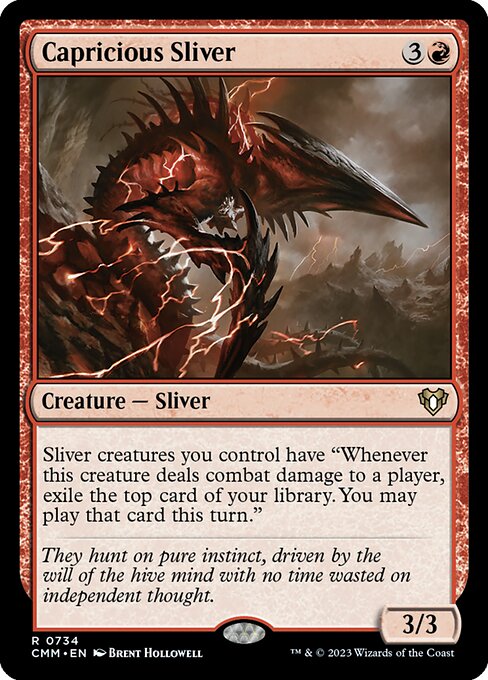 Capricious Sliver 3
Creature — Sliver
Sliver creatures you control have “Whenever
this creature deals combat damage to a player,
exile the top card of your library. You may
play that card this turn.”
They hunt on pure instinct, driven by the
will of the hive mind with no time wasted on
independent thought.
3/3
R 0734
CMM • EN Brent Hollowell ™ & © 2023 Wizards of the Coast